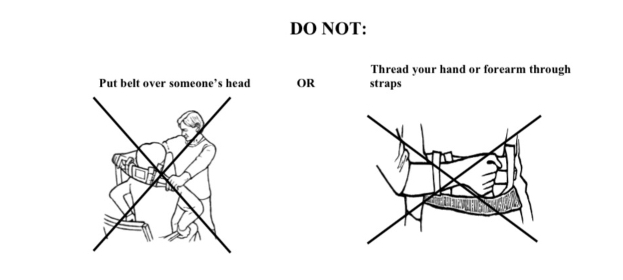 DO NOT:
Put belt over someone's head
OR
Thread your hand or forearm through
straps